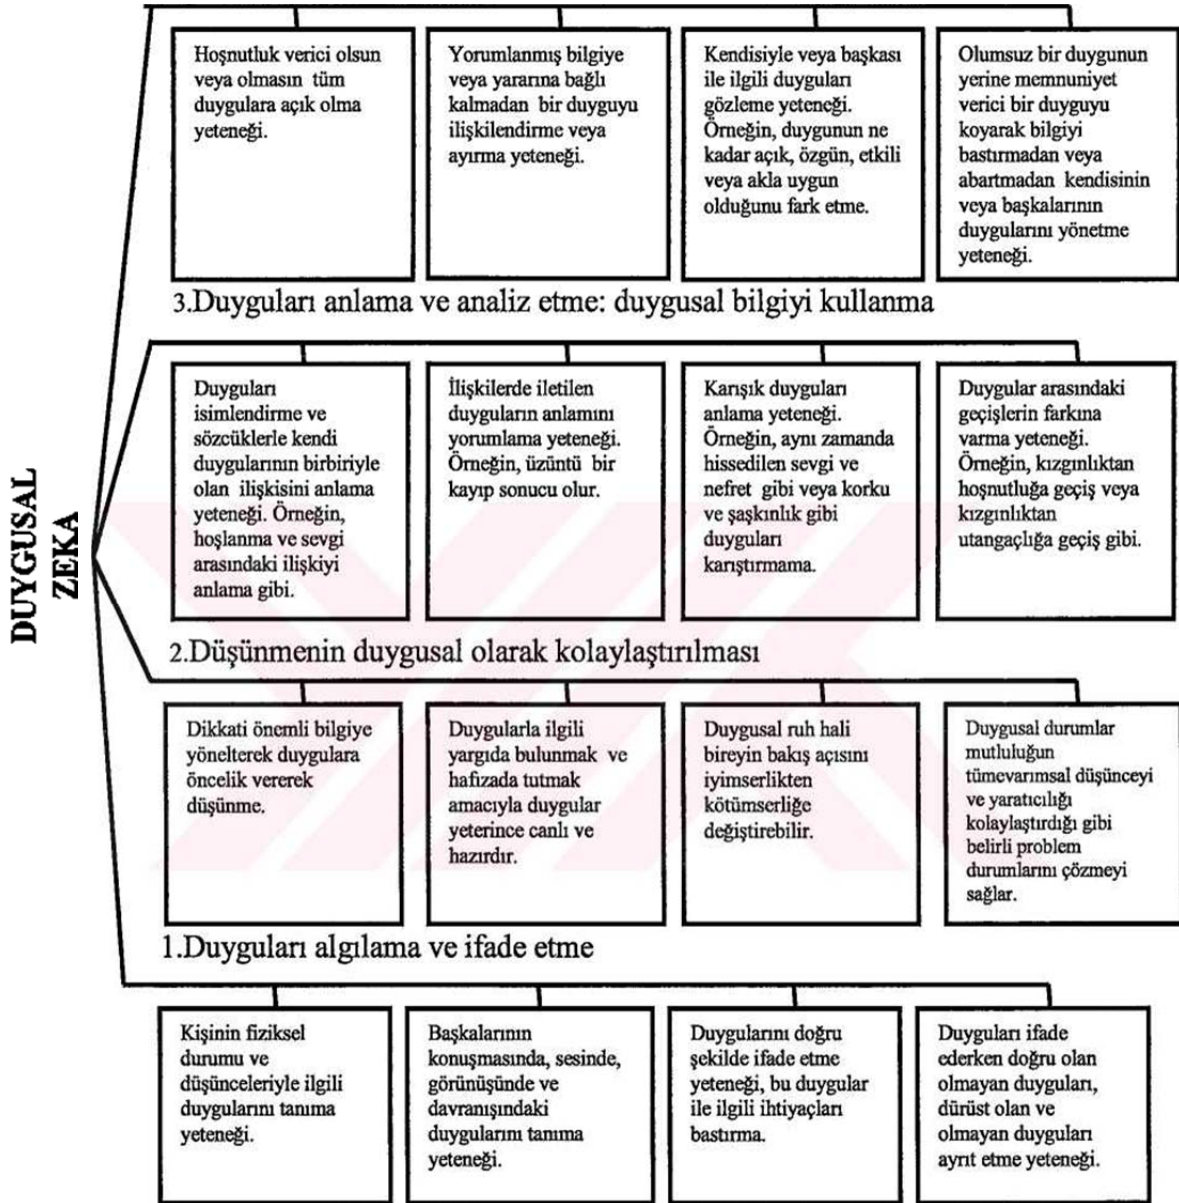 Hoşnutluk verici olsun
veya olmasın tüm
duygulara açık olma
yeteneği.
Yorumlanmış bilgiye
veya yararına bağlı
kalmadan bir duyguyu
ilişkilendirme veya
ayırma yeteneği.
Kendisiyle veya başkası
ile ilgili duyguları
gözleme yeteneği.
Örneğin, duygunun ne
kadar açık, özgün, etkili
veya akla uygun
olduğunu fark etme.
Olumsuz bir duygunun
yerine memnuniyet
verici bir duyguyu
koyarak bilgiyi
bastırmadan veya
abartmadan kendisinin
veya başkalarının
duygularını yönetme
yeteneği.
3.Duyguları anlama ve analiz etme: duygusal bilgiyi kullanma
Duyguları
isimlendirme ve
sözcüklerle kendi
duygularının birbiriyle
olan ilişkisini anlama
yeteneği. Örneğin,
hoşlanma ve sevgi
arasındaki ilişkiyi
anlama gibi.
İlişkilerde iletilen
duyguların anlamını
yorumlama yeteneği.
Örneğin, üzüntü bir
kayıp sonucu olur.
Karışık duyguları
anlama yeteneği.
Örneğin, aynı zamanda
hissedilen sevgi ve
nefret gibi veya korku
ve şaşkınlık gibi
duyguları
karıştırmama.
Duygular arasındaki
geçişlerin farkına
varma yeteneği.
Örneğin, kızgınlıktan
hoşnutluğa geçiş veya
kızgınlıktan
utangaçlığa geçiş gibi.
DUYGUSAL
ZEKA
2.Düşünmenin duygusal olarak kolaylaştırılması
Dikkati önemli bilgiye
yönelterek duygulara
öncelik vererek
düşünme.
Duygularla ilgili
yargıda bulunmak ve
hafızada tutmak
amacıyla duygular
yeterince canlı ve
hazırdır.
Duygusal ruh hali
bireyin bakış açısını
iyimserlikten
kötümserliğe
değiştirebilir.
Duygusal durumlar
mutluluğun
tümevarımsal düşünceyi
ve yaratıcılığı
kolaylaştırdığı gibi
belirli problem
durumlarını çözmeyi
sağlar.
1.Duyguları algılama ve ifade etme
Kişinin fiziksel
durumu ve
düşünceleriyle ilgili
duygularını tanıma
yeteneği.
Başkalarının
konuşmasında, sesinde,
görünüşünde ve
davranışındaki
duygularını tanıma
yeteneği.
Duygularını doğru
şekilde ifade etme
yeteneği, bu duygular
ile ilgili ihtiyaçları
bastırma.
Duyguları ifade
ederken doğru olan
olmayan duyguları,
dürüst olan ve
olmayan duyguları
ayrıt etme yeteneği.